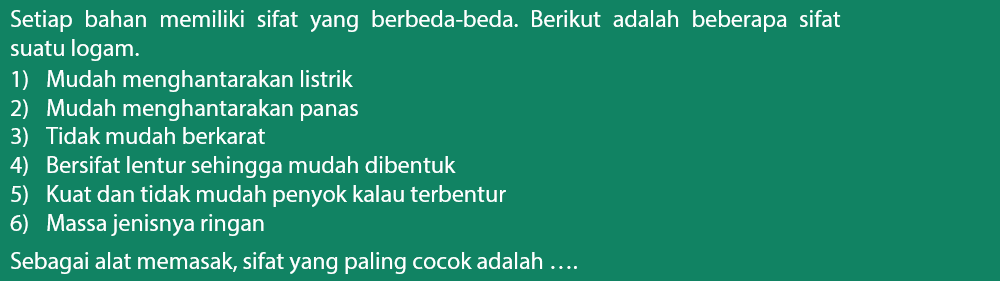 Setiap bahan memiliki sifat yang berbeda-beda. Berikut adalah beberapa sifat
suatu logam.
1) Mudah menghantarakan listrik
2) Mudah menghantarakan panas
3) Tidak mudah berkarat
4) Bersifat lentur sehingga mudah dibentuk
5) Kuat dan tidak mudah penyok kalau terbentur
6) Massa jenisnya ringan
Sebagai alat memasak, sifat yang paling cocok adalah ....